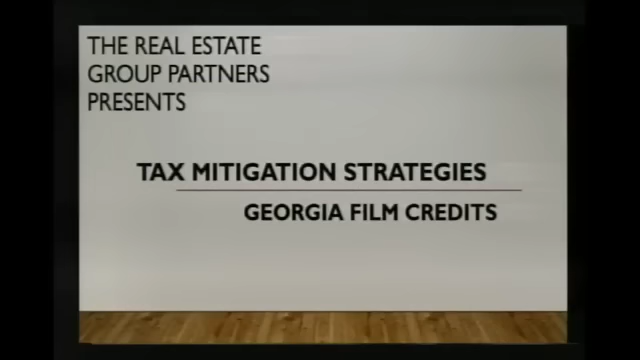 THE REAL ESTATE
GROUP PARTNERS
PRESENTS
TAX MITIGATION STRATEGIES
GEORGIA FILM CREDITS